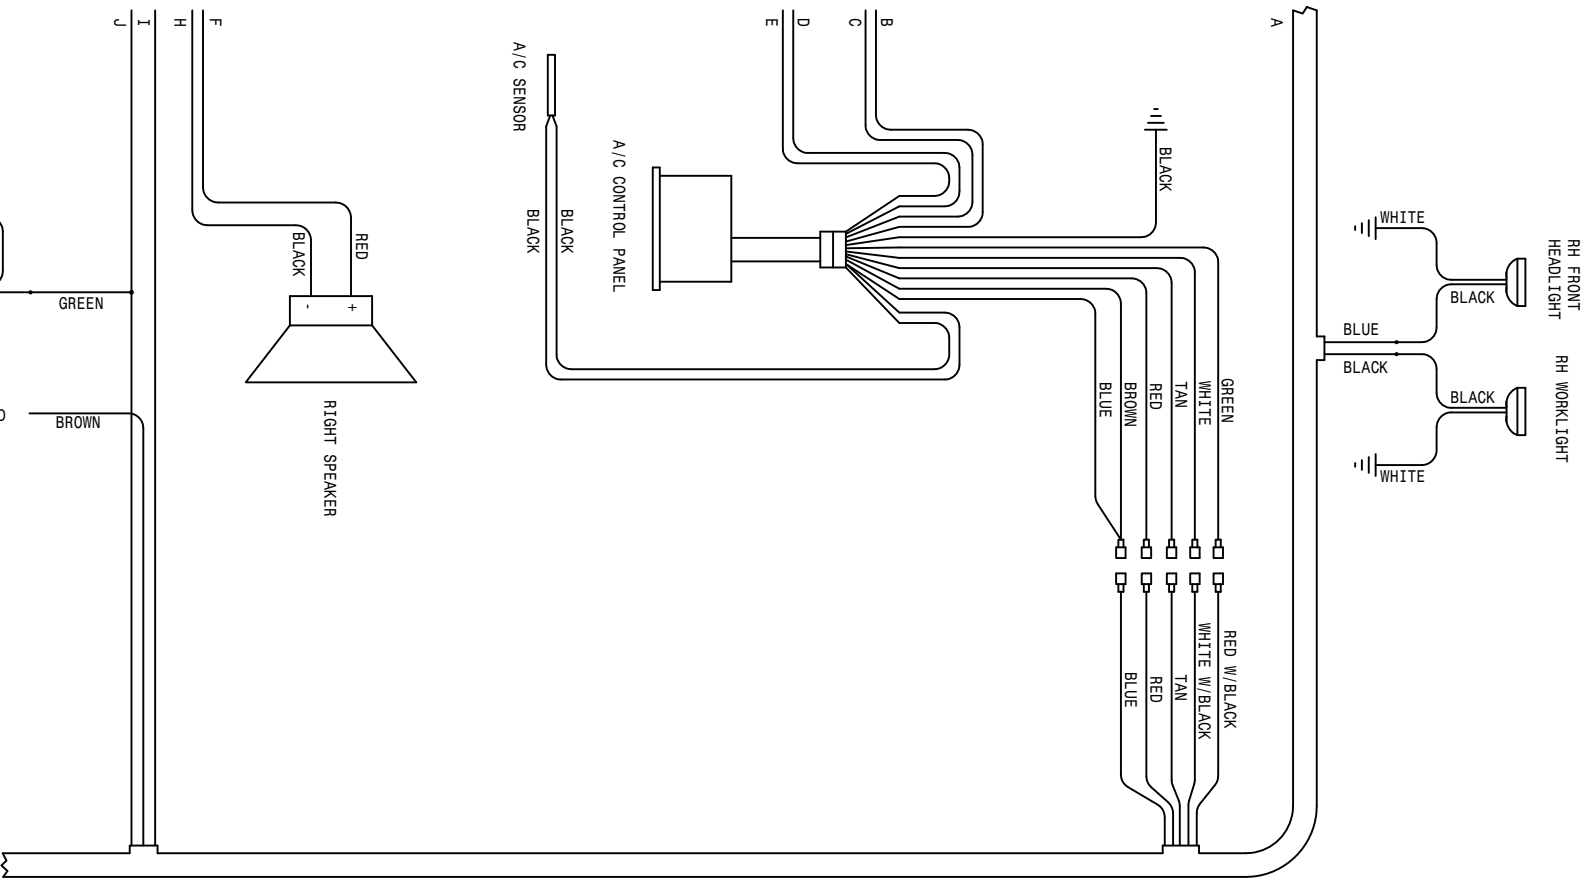 J
I
H
F
E
D
C
B
A
A/C SENSOR
BLACK
WHITE
RH FRONT
HEADLIGHT
A/C CONTROL PANEL
BLACK
BLACK
RED
BLACK
-
+
GREEN
BLACK
BLUE
BLACK
RH WORKLIGHT
BLACK
WHITE
BROWN
RIGHT SPEAKER
BLUE
BROWN
RED
TAN
WHITE
GREEN
BLUE
RED
TAN
WHITE W/BLACK
RED W/BLACK